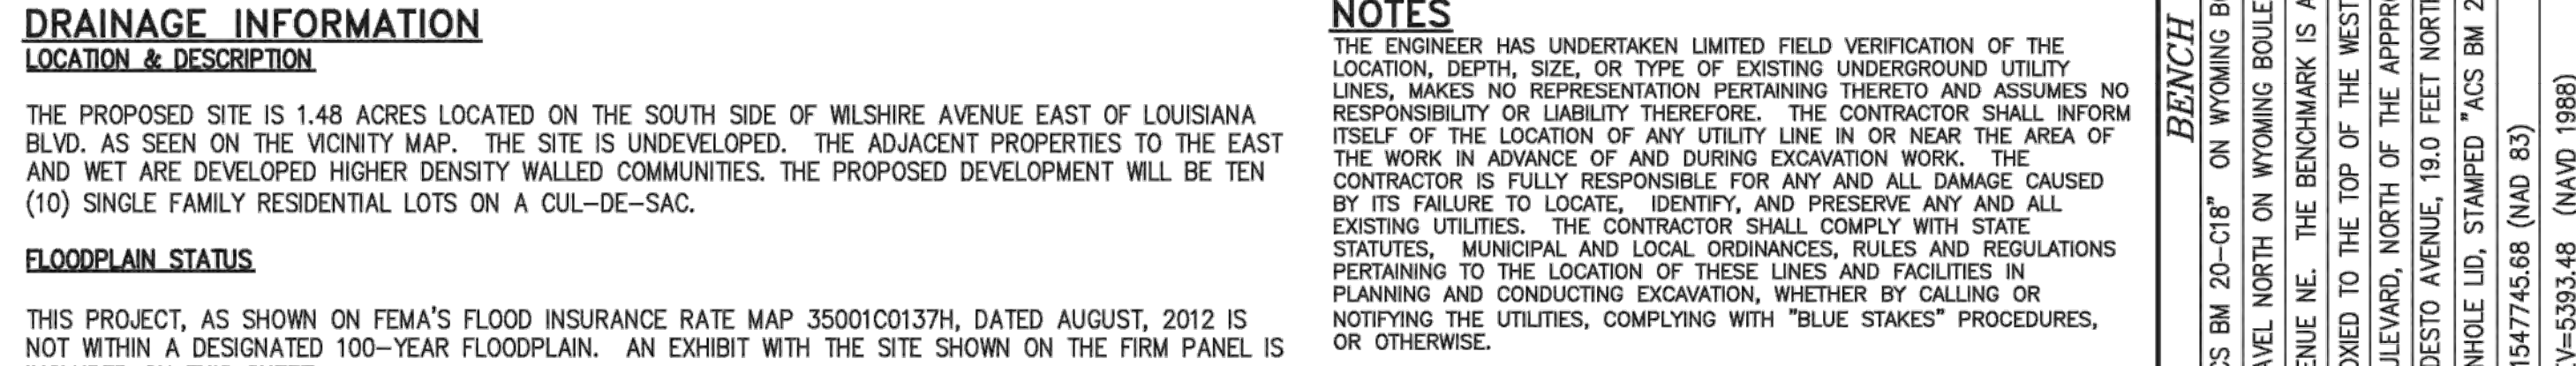 DRAINAGE INFORMATION
LOCATION & DESCRIPTION
THE PROPOSED SITE IS 1.48 ACRES LOCATED ON THE SOUTH SIDE OF WILSHIRE AVENUE EAST OF LOUISIANA
BLVD. AS SEEN ON THE VICINITY MAP. THE SITE IS UNDEVELOPED. THE ADJACENT PROPERTIES TO THE EAST
AND WET ARE DEVELOPED HIGHER DENSITY WALLED COMMUNITIES. THE PROPOSED DEVELOPMENT WILL BE TEN
(10) SINGLE FAMILY RESIDENTIAL LOTS ON A CUL-DE-SAC.
FLOODPLAIN STATUS
THIS PROJECT, AS SHOWN ON FEMA'S FLOOD INSURANCE RATE MAP 35001C0137H, DATED AUGUST, 2012 IS
NOT WITHIN A DESIGNATED 100-YEAR FLOODPLAIN. AN EXHIBIT WITH THE SITE SHOWN ON THE FIRM PANEL IS
NOTES
THE ENGINEER HAS UNDERTAKEN LIMITED FIELD VERIFICATION OF THE
LOCATION, DEPTH, SIZE, OR TYPE OF EXISTING UNDERGROUND UTILITY
LINES, MAKES NO REPRESENTATION PERTAINING THERETO AND ASSUMES NO
RESPONSIBILITY OR LIABILITY THEREFORE. THE CONTRACTOR SHALL INFORM
ITSELF OF THE LOCATION OF ANY UTILITY LINE IN OR NEAR THE AREA OF
THE WORK IN ADVANCE OF AND DURING EXCAVATION WORK. THE
CONTRACTOR IS FULLY RESPONSIBLE FOR ANY AND ALL DAMAGE CAUSED
BY ITS FAILURE TO LOCATE, IDENTIFY, AND PRESERVE ANY AND ALL
EXISTING UTILITIES. THE CONTRACTOR SHALL COMPLY WITH STATE
STATUTES, MUNICIPAL AND LOCAL ORDINANCES, RULES AND REGULATIONS
PERTAINING TO THE LOCATION OF THESE LINES AND FACILITIES IN
PLANNING AND CONDUCTING EXCAVATION, WHETHER BY CALLING OR
NOTIFYING THE UTILITIES, COMPLYING WITH "BLUE STAKES" PROCEDURES,
OR OTHERWISE.
BENCH
CS BM 20-C18" ON WYOMING BO
AVEL NORTH ON WYOMING BOULE
ENUE NE. THE BENCHMARK IS A
OXIED TO THE TOP OF THE WEST
ULEVARD, NORTH OF THE APPRO
DESTO AVENUE, 19.0 FEET NORTH
NHOLE LID, STAMPED "ACS BM 2
1547745.68 (NAD 83)
V=5393.48 (NAVD 1988)